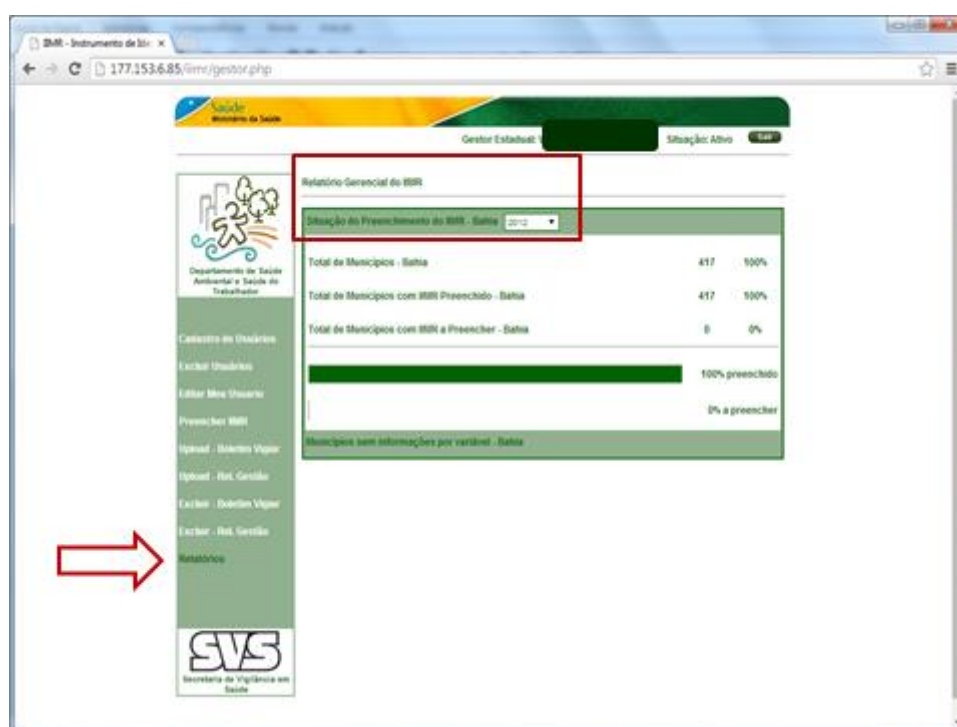 IIMR - Instrumento de Ide
177.153.6.85/iimr/gestor.php
Saúde
Ministério da Saúde
Gestor Estadual:
Situação: Ativo
Sair
Relatório Gerencial do IIMR
Situação do Preenchimento do IIMR - Bahia 2012
Total de Municípios - Bahia 417 100%
Total de Municípios com IIMR Preenchido - Bahia 417 100%
Total de Municípios com IIMR a Preencher - Bahia 0 0%
100% preenchido
0% a preencher
Municípios sem informações por variável - Bahia
Departamento de Saúde
Ambiental e Saúde do
Trabalhador
Cadastro de Usuários
Excluir Usuários
Editar Meu Usuario
Preencher IIMR
Upload - Boletim Vigiar
Upload - Rel. Gestão
Excluir - Boletim Vigiar
Excluir - Rel. Gestão
Relatórios
SVS
Secretaria de Vigilância em
Saúde